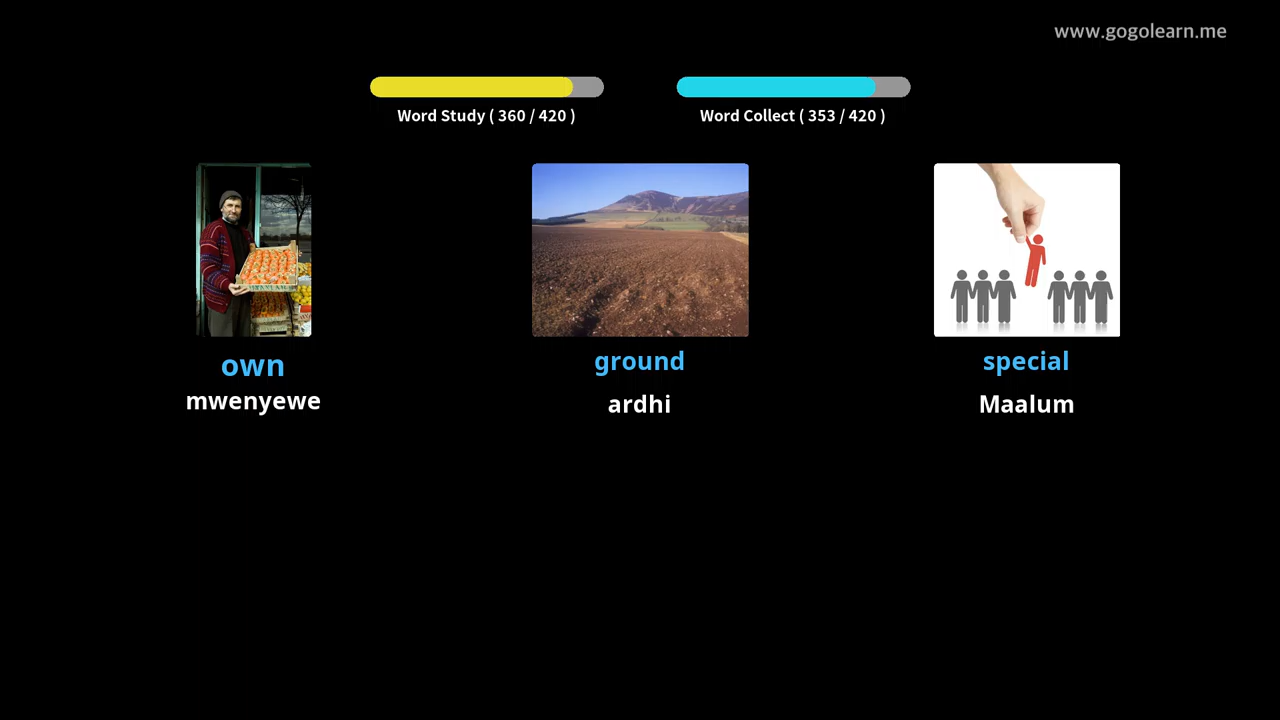 www.gogolearn.me
Word Study ( 360 / 420 )
Word Collect ( 353 / 420 )
own
mwenyewe
ground
ardhi
special
Maalum